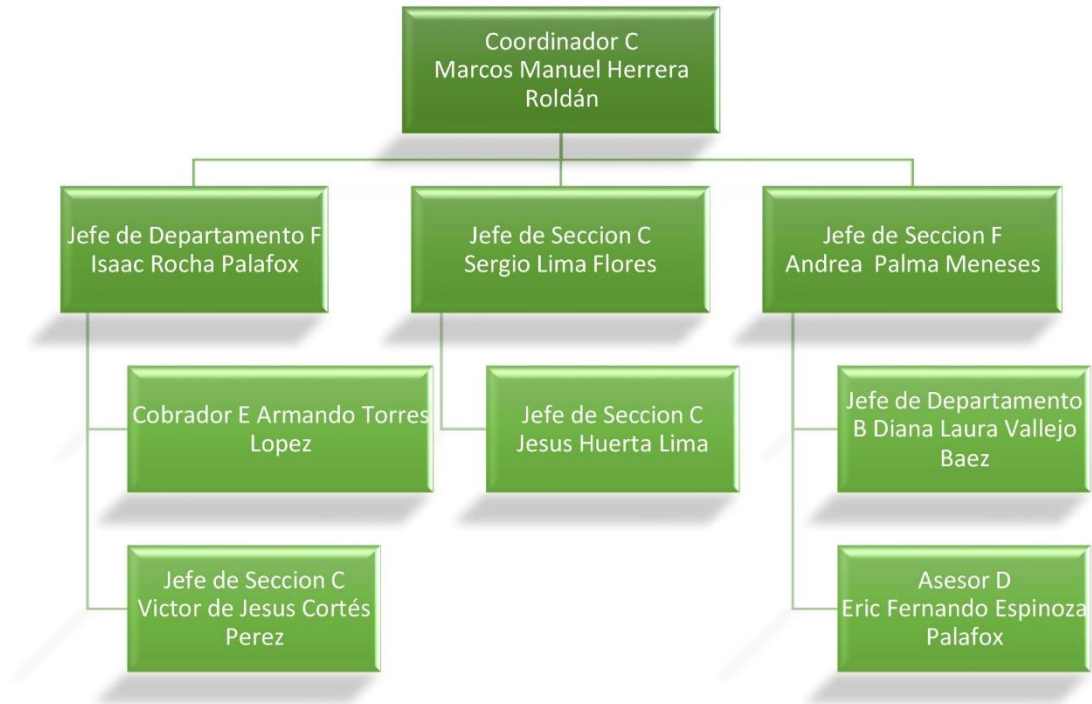 Coordinador C
Marcos Manuel Herrera
Roldán
Jefe de Departamento F
Isaac Rocha Palafox
Jefe de Seccion C
Sergio Lima Flores
Jefe de Seccion F
Andrea  Palma Meneses
Cobrador E Armando Torres
Lopez
Jefe de Seccion C
Jesus Huerta Lima
Jefe de Departamento
B Diana Laura Vallejo
Baez
Jefe de Seccion C
Victor de Jesus Cortés
Perez
Asesor D
Eric Fernando Espinoza
Palafox